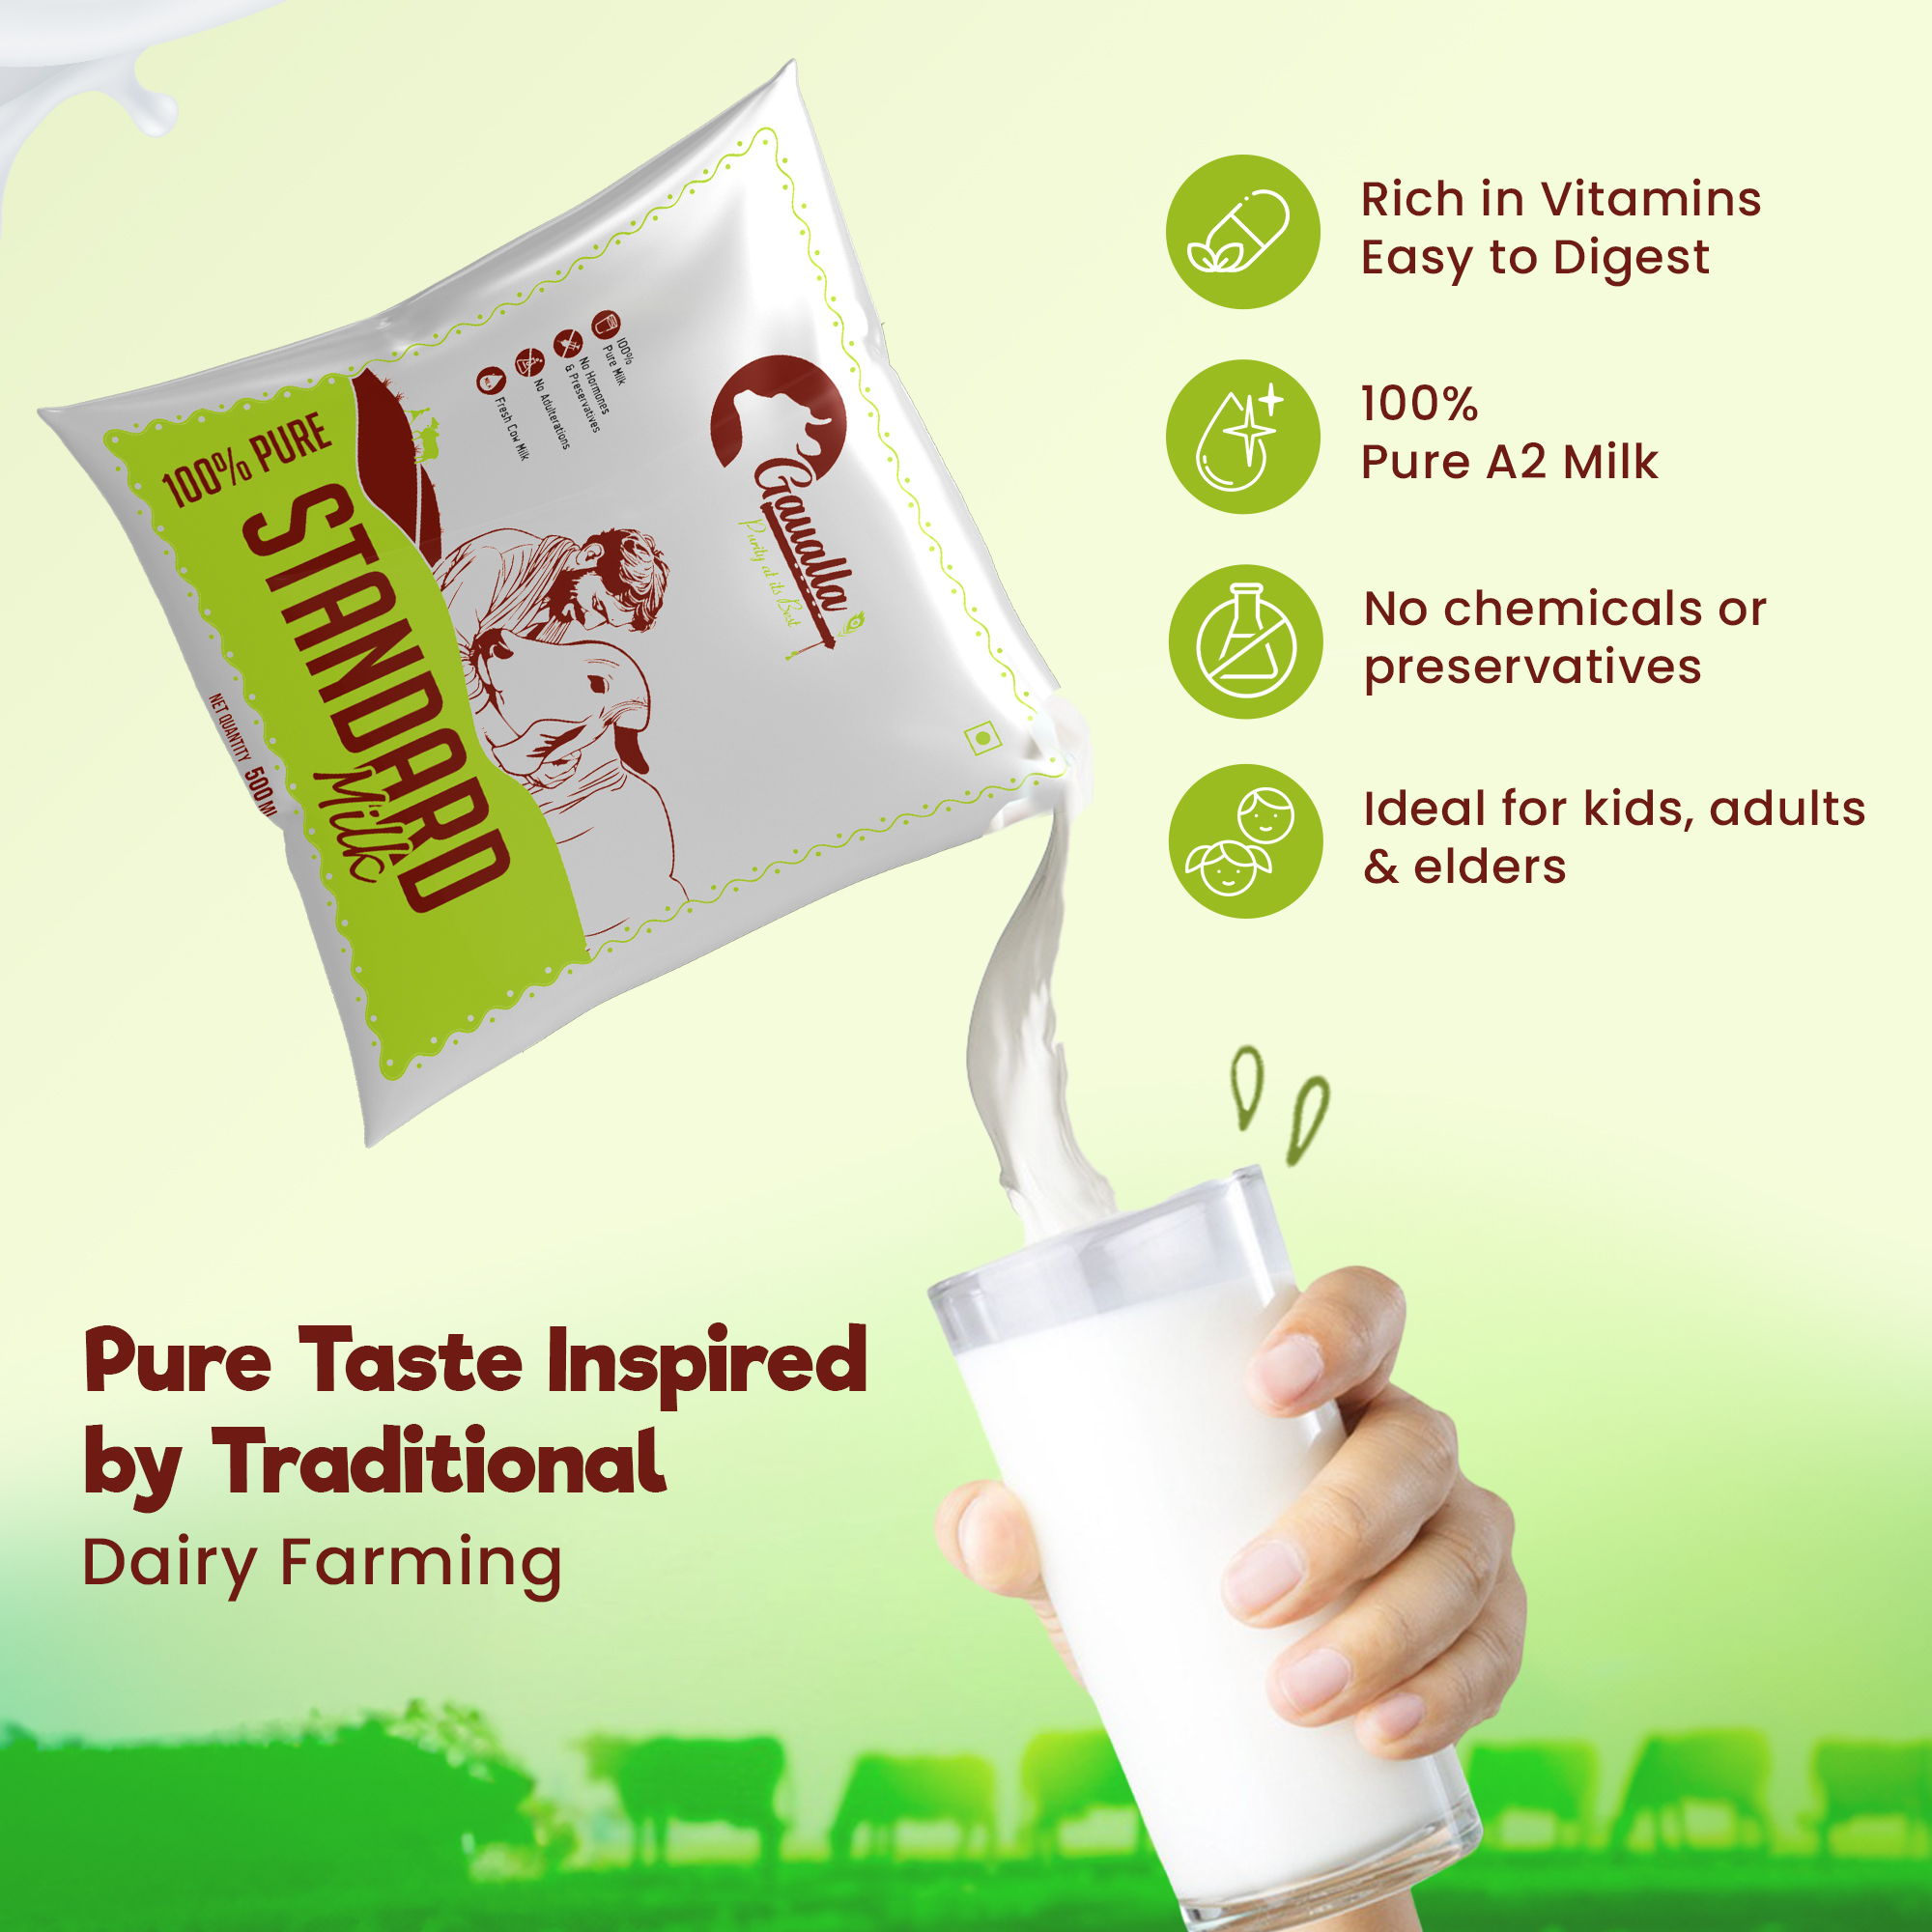 100% PURE
STANDARD
Milk
NET QUANTITY 500 ML
100%
Pure Milk
No Hormones
& Preservatives
No Adulterations
Fresh Cow Milk
Gaualla
Purity at its Best
Rich in Vitamins
Easy to Digest
100%
Pure A2 Milk
No chemicals or
preservatives
Ideal for kids, adults
& elders
Pure Taste Inspired
by Traditional
Dairy Farming